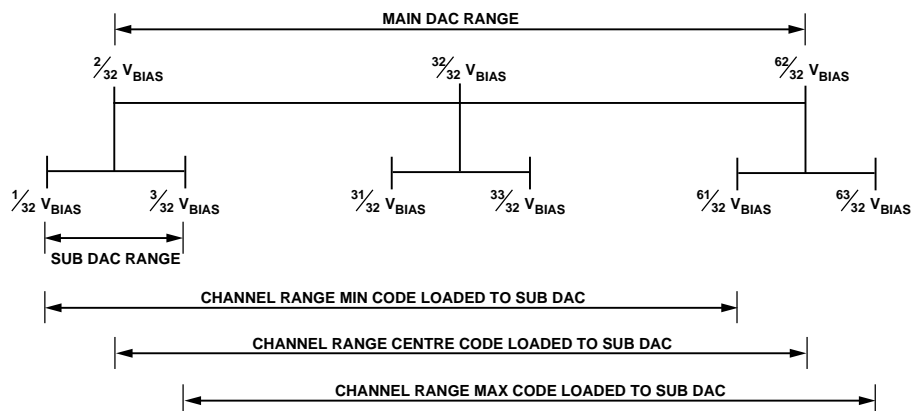 MAIN DAC RANGE
2/32 VBIAS 32/32 VBIAS 62/32 VBIAS
1/32 VBIAS 3/32 VBIAS 31/32 VBIAS 33/32 VBIAS 61/32 VBIAS 63/32 VBIAS
SUB DAC RANGE
CHANNEL RANGE MIN CODE LOADED TO SUB DAC
CHANNEL RANGE CENTRE CODE LOADED TO SUB DAC
CHANNEL RANGE MAX CODE LOADED TO SUB DAC